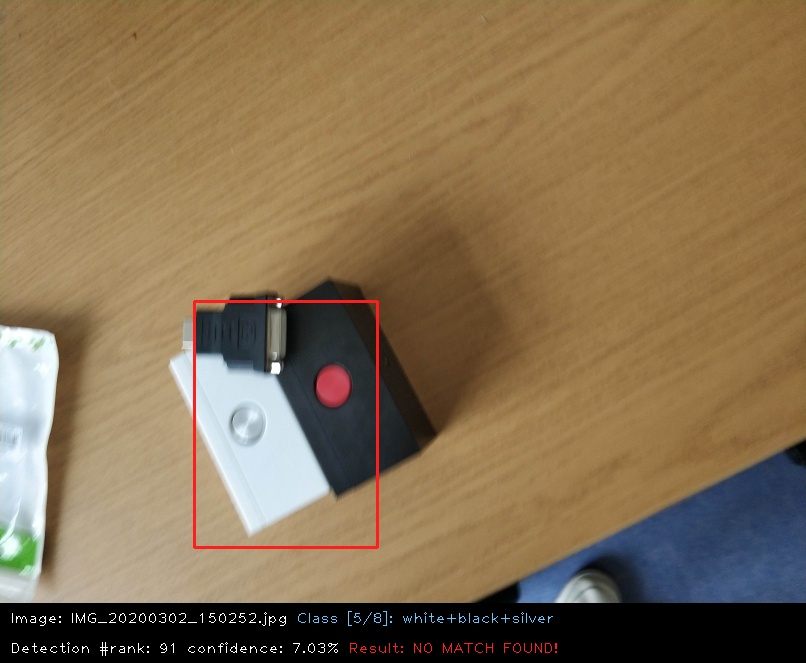 Image: IMG_20200302_150252.jpg Class [5/8]: white+black+silver
Detection #rank: 91 confidence: 7.03% Result: NO MATCH FOUND!